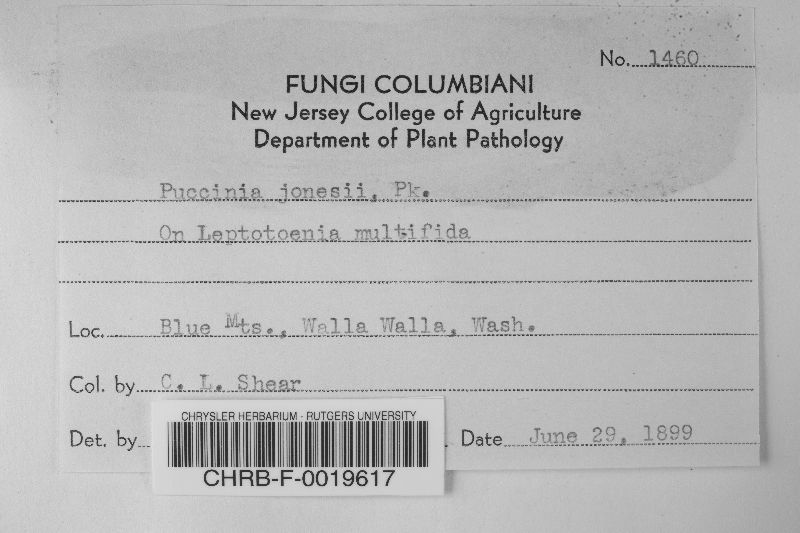 No. 1460
FUNGI COLUMBIANI
New Jersey College of Agriculture
Department of Plant Pathology
Puccinia jonesii, Pk.
On Leptotoenia multifida
Loc. Blue Mts., Walla Walla, Wash.
Col. by C. L. Shear
Det. by Date June 29, 1899
CHRYSLER HERBARIUM - RUTGERS UNIVERSITY
CHRB-F-0019617